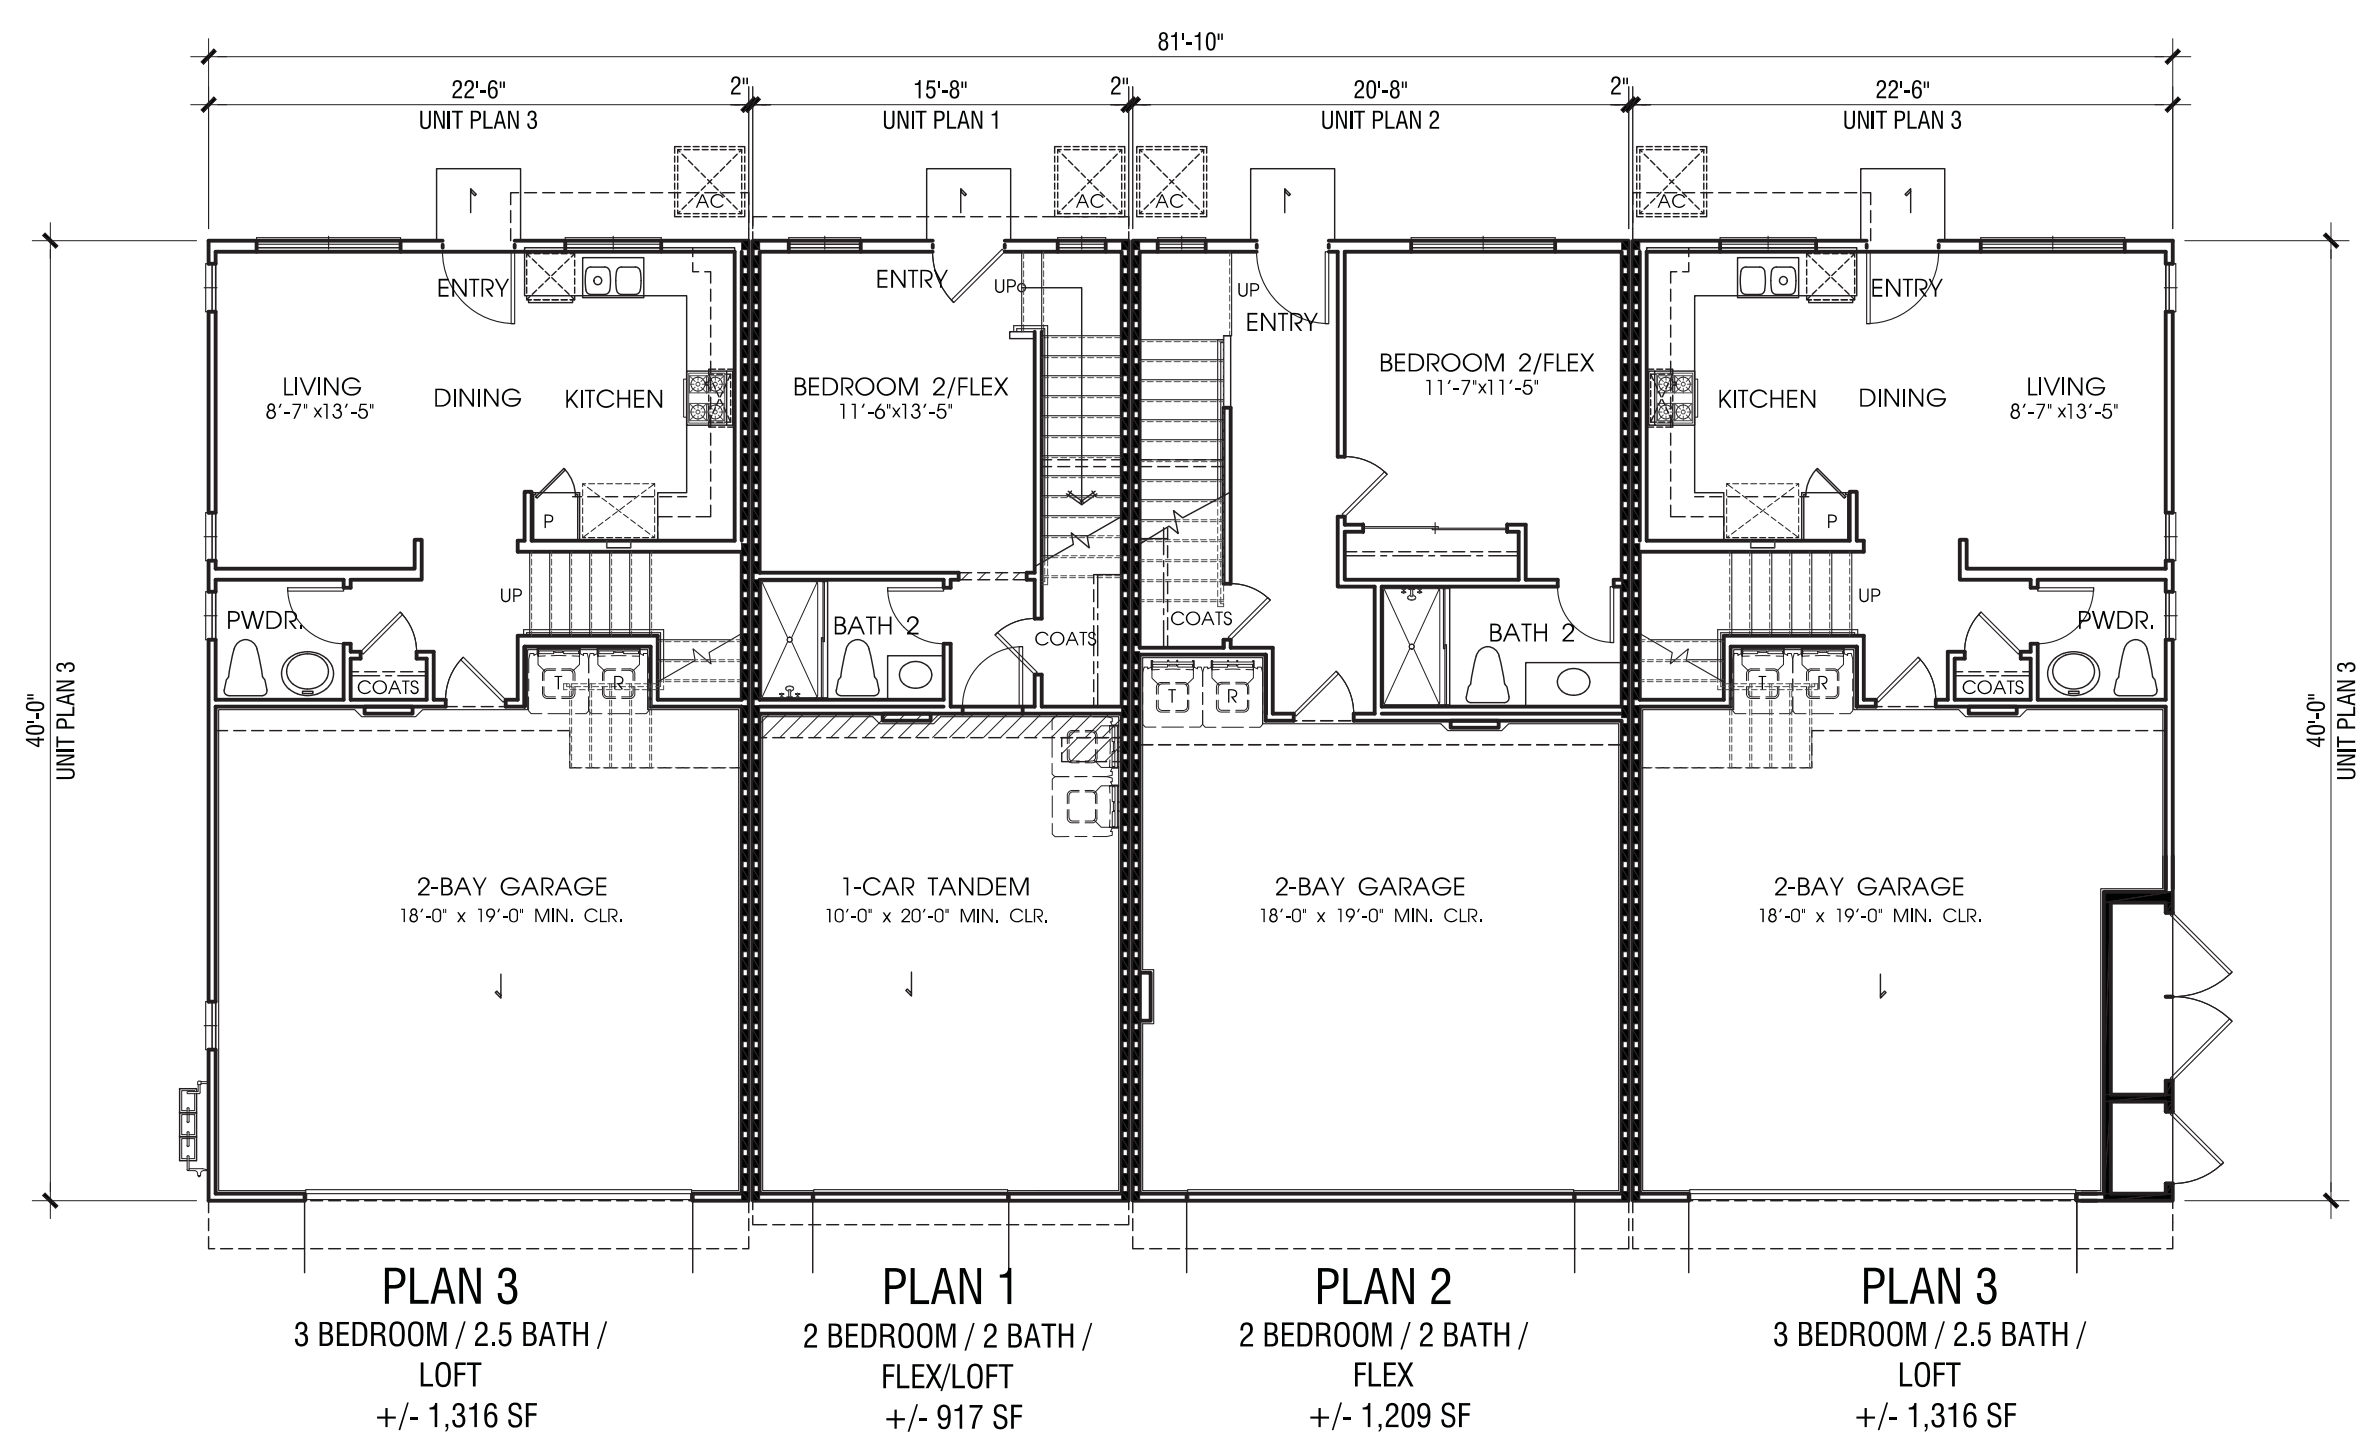 81'-10"
22'-6" 2" 15'-8" 2" 20'-8" 2" 22'-6"
UNIT PLAN 3 UNIT PLAN 1 UNIT PLAN 2 UNIT PLAN 3
AC AC AC AC
ENTRY ENTRY UP UP ENTRY ENTRY
LIVING
8'-7" x13'-5"
DINING
KITCHEN
P
UP
PWDR.
COATS
T R
BEDROOM 2/FLEX
11'-6"x13'-5"
BATH 2
COATS
BEDROOM 2/FLEX
11'-7"x11'-5"
COATS
BATH 2
T R
KITCHEN
DINING
LIVING
8'-7" x13'-5"
P
UP
PWDR.
COATS
T R
40'-0"
UNIT PLAN 3
40'-0"
UNIT PLAN 3
2-BAY GARAGE
18'-0" x 19'-0" MIN. CLR.
1-CAR TANDEM
10'-0" x 20'-0" MIN. CLR.
2-BAY GARAGE
18'-0" x 19'-0" MIN. CLR.
2-BAY GARAGE
18'-0" x 19'-0" MIN. CLR.
PLAN 3
3 BEDROOM / 2.5 BATH /
LOFT
+/- 1,316 SF
PLAN 1
2 BEDROOM / 2 BATH /
FLEX/LOFT
+/- 917 SF
PLAN 2
2 BEDROOM / 2 BATH /
FLEX
+/- 1,209 SF
PLAN 3
3 BEDROOM / 2.5 BATH /
LOFT
+/- 1,316 SF